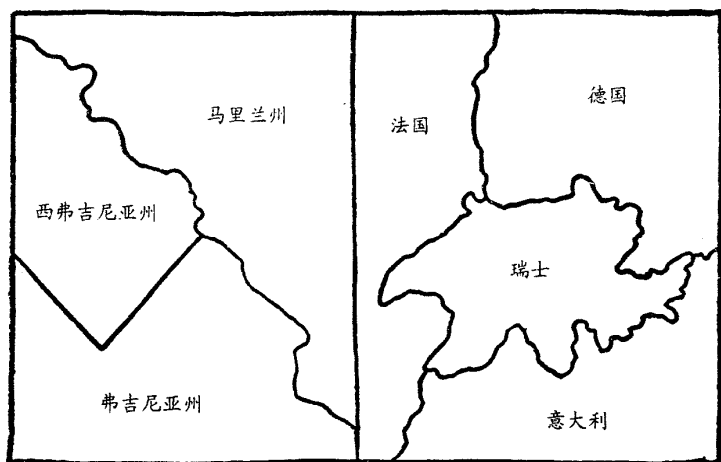 马里兰州
西弗吉尼亚州
弗吉尼亚州
法国
德国
瑞士
意大利